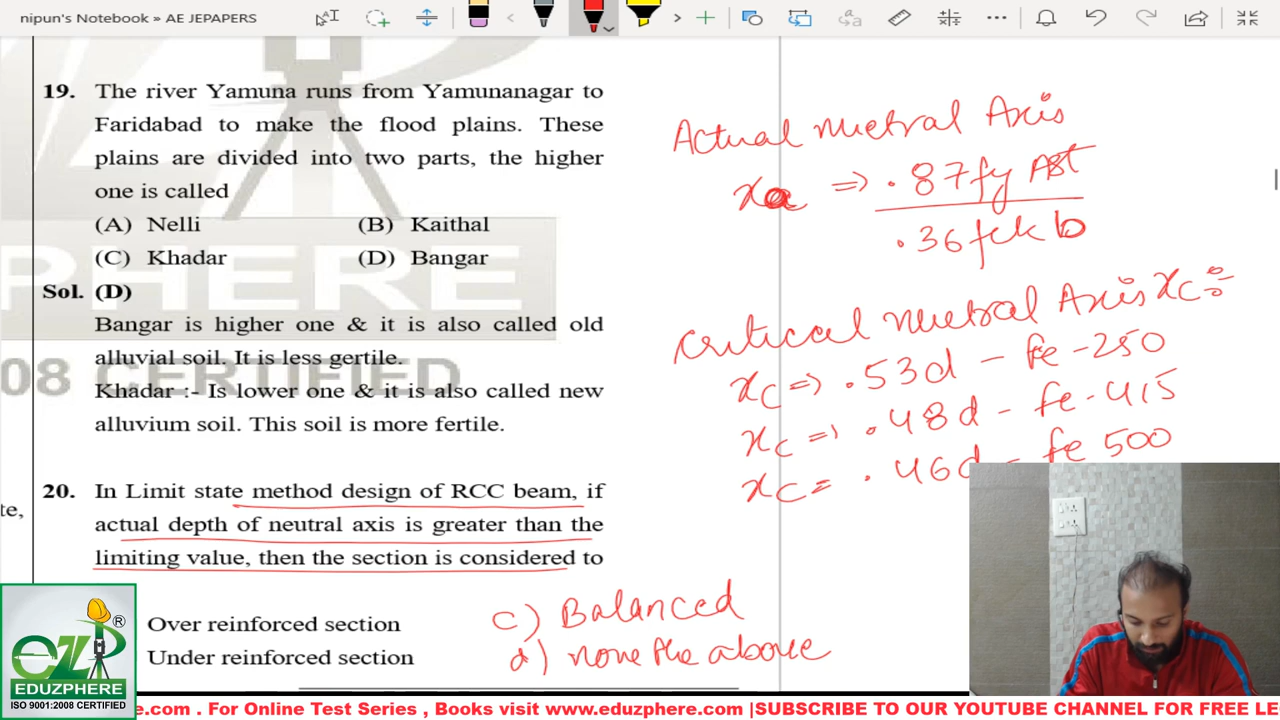 nipun's Notebook » AE JEPAPERS
19. The river Yamuna runs from Yamunanagar to
Faridabad to make the flood plains. These
plains are divided into two parts, the higher
one is called
(A) Nelli (B) Kaithal
(C) Khadar (D) Bangar
Sol. (D)
Bangar is higher one & it is also called old
alluvial soil. It is less gertile.
Khadar :- Is lower one & it is also called new
alluvium soil. This soil is more fertile.
te,
20. In Limit state method design of RCC beam, if
actual depth of neutral axis is greater than the
limiting value, then the section is considered to
Over reinforced section
Under reinforced section
c) Balanced
d) none the above
Actual Nuetral Axis
xa => .87fy Ast
.36fck b
Critical Nuetral Axis xc ÷
xc => .53d - fe - 250
xc => .48d - fe - 415
xc = .46d - fe 500
PHERE
08 CERTIFIED
EZP ®
EDUZPHERE
ISO 9001:2008 CERTIFIED
e.com . For Online Test Series , Books visit www.eduzphere.com |SUBSCRIBE TO OUR YOUTUBE CHANNEL FOR FREE LE